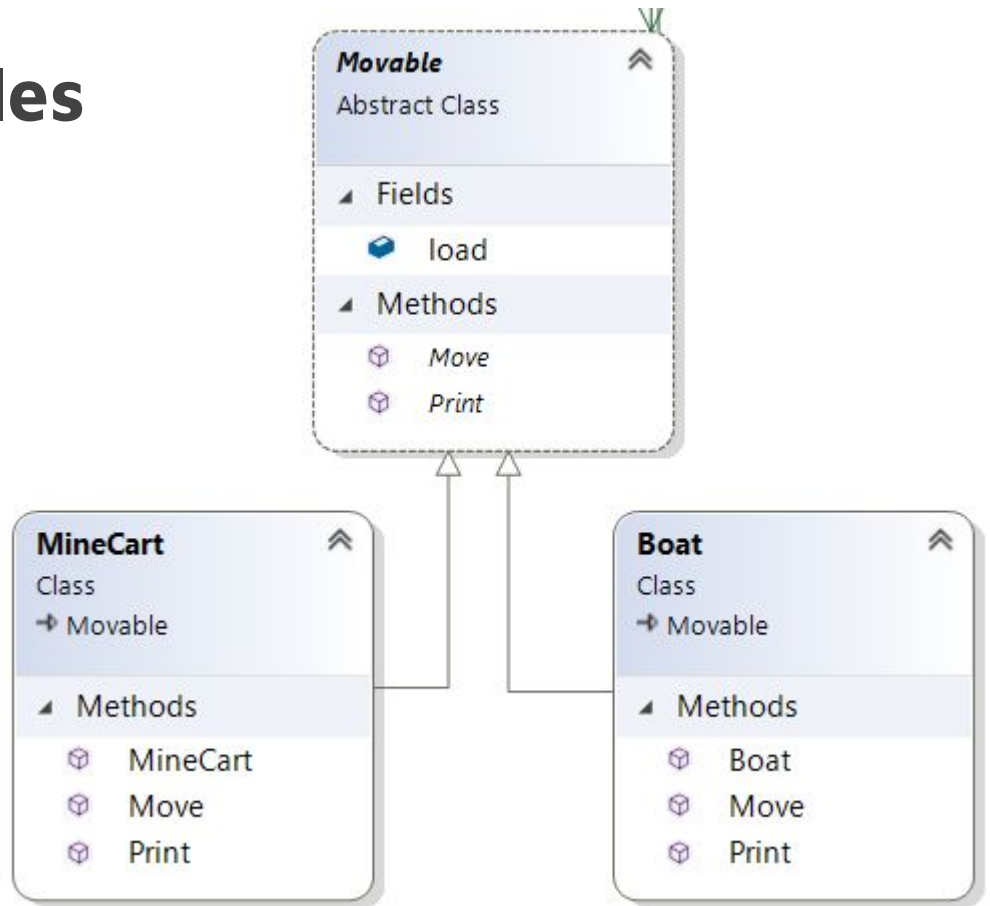 Movable
Abstract Class
Fields
load
Methods
Move
Print
MineCart
Class
Movable
Methods
MineCart
Move
Print
Boat
Class
Movable
Methods
Boat
Move
Print